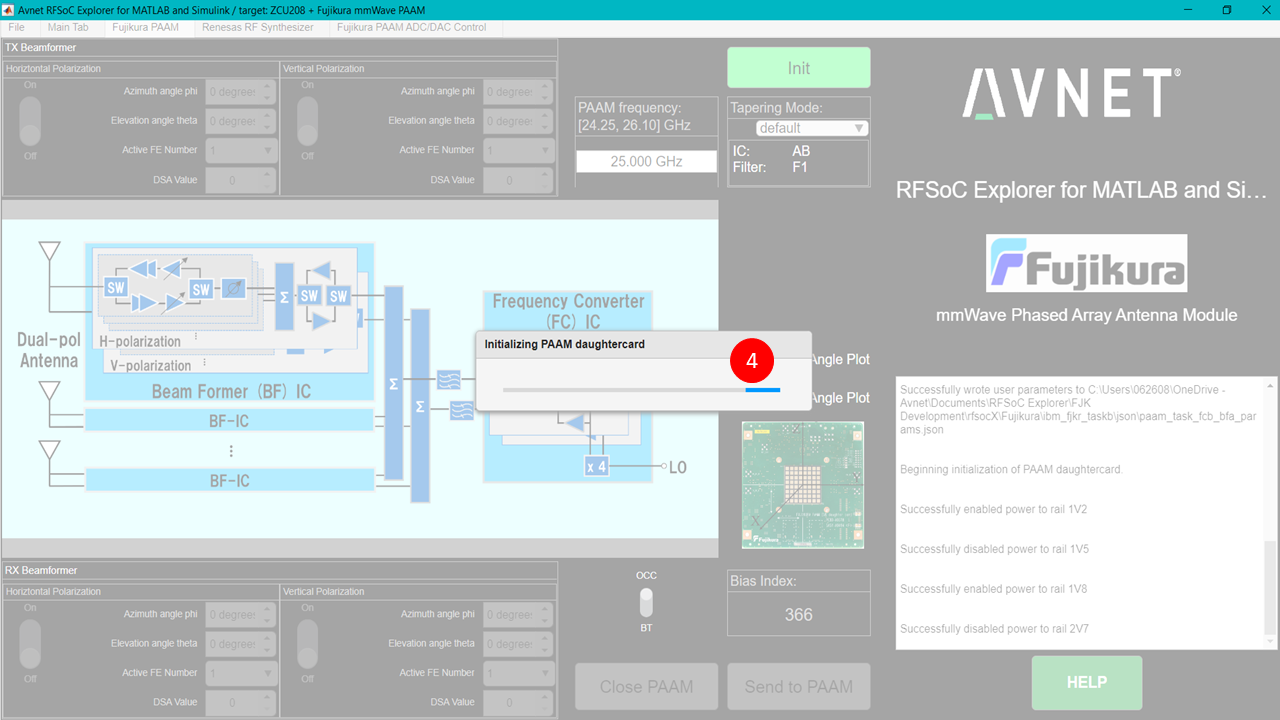 Avnet RFSoC Explorer for MATLAB and Simulink / target: ZCU208 + Fujikura mmWave PAAM
File Main Tab Fujikura PAAM Renesas RF Synthesizer Fujikura PAAM ADC/DAC Control
TX Beamformer
Horiztontal Polarization
On
Off
Azimuth angle phi 0 degrees
Elevation angle theta 0 degrees
Active FE Number 1
DSA Value 0
Vertical Polarization
On
Off
Azimuth angle phi 0 degrees
Elevation angle theta 0 degrees
Active FE Number 1
DSA Value 0
PAAM frequency:
[24.25, 26.10] GHz
25.000 GHz
Init
Tapering Mode:
default
IC: AB
Filter: F1
AVNET®
RFSoC Explorer for MATLAB and Si…
Fujikura
mmWave Phased Array Antenna Module
Dual-pol
Antenna
SW SW Σ SW SW
H-polarization
V-polarization
Beam Former (BF) IC
BF-IC
BF-IC
Σ
Σ
Frequency Converter
(FC) IC
x 4
LO
Initializing PAAM daughtercard
4
Angle Plot
Angle Plot
Fujikura
Successfully wrote user parameters to C:\Users\062608\OneDrive -
Avnet\Documents\RFSoC Explorer\FJK
Development\rfsocX\Fujikura\ibm_fjkr_taskb\json\paam_task_fcb_bfa_pa
rams.json
Beginning initialization of PAAM daughtercard.
Successfully enabled power to rail 1V2
Successfully disabled power to rail 1V5
Successfully enabled power to rail 1V8
Successfully disabled power to rail 2V7
RX Beamformer
Horiztontal Polarization
On
Off
Azimuth angle phi 0 degrees
Elevation angle theta 0 degrees
Active FE Number 1
DSA Value 0
Vertical Polarization
On
Off
Azimuth angle phi 0 degrees
Elevation angle theta 0 degrees
Active FE Number 1
DSA Value 0
OCC
BT
Bias Index:
366
Close PAAM
Send to PAAM
HELP